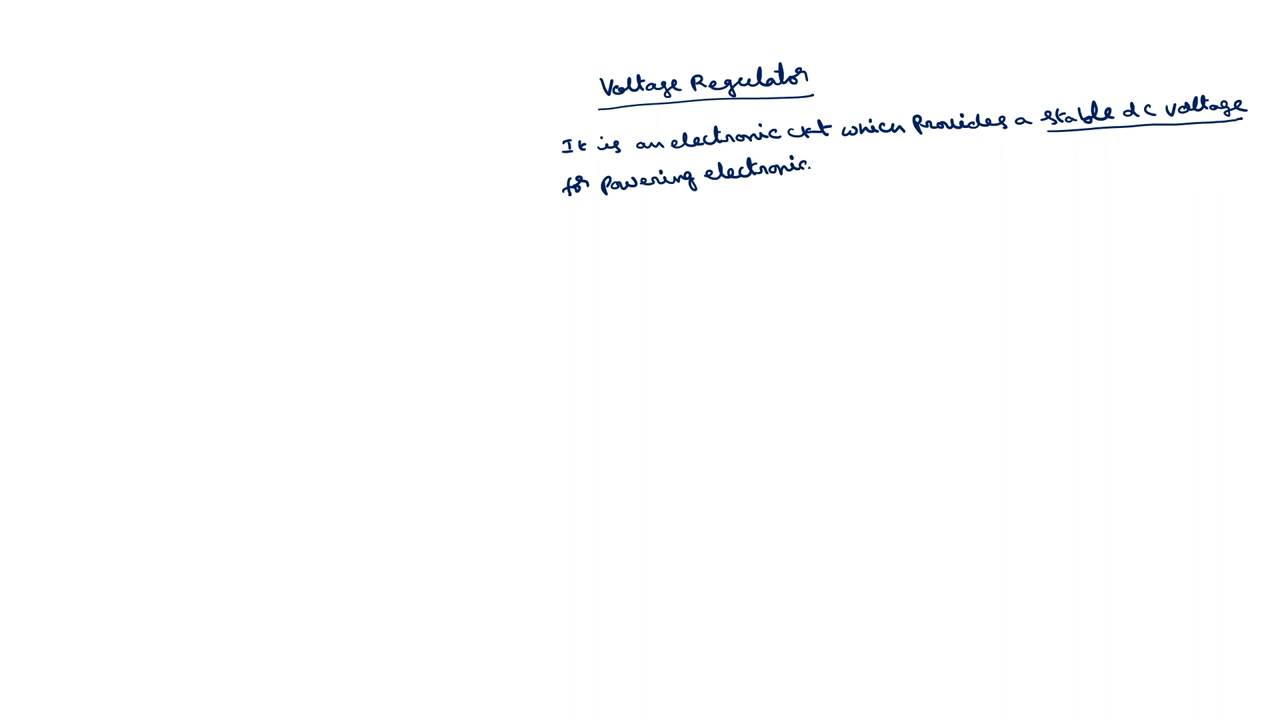 Voltage Regulator
It is an electronic ckt which Provides a stable dc voltage
for Powering electronic.